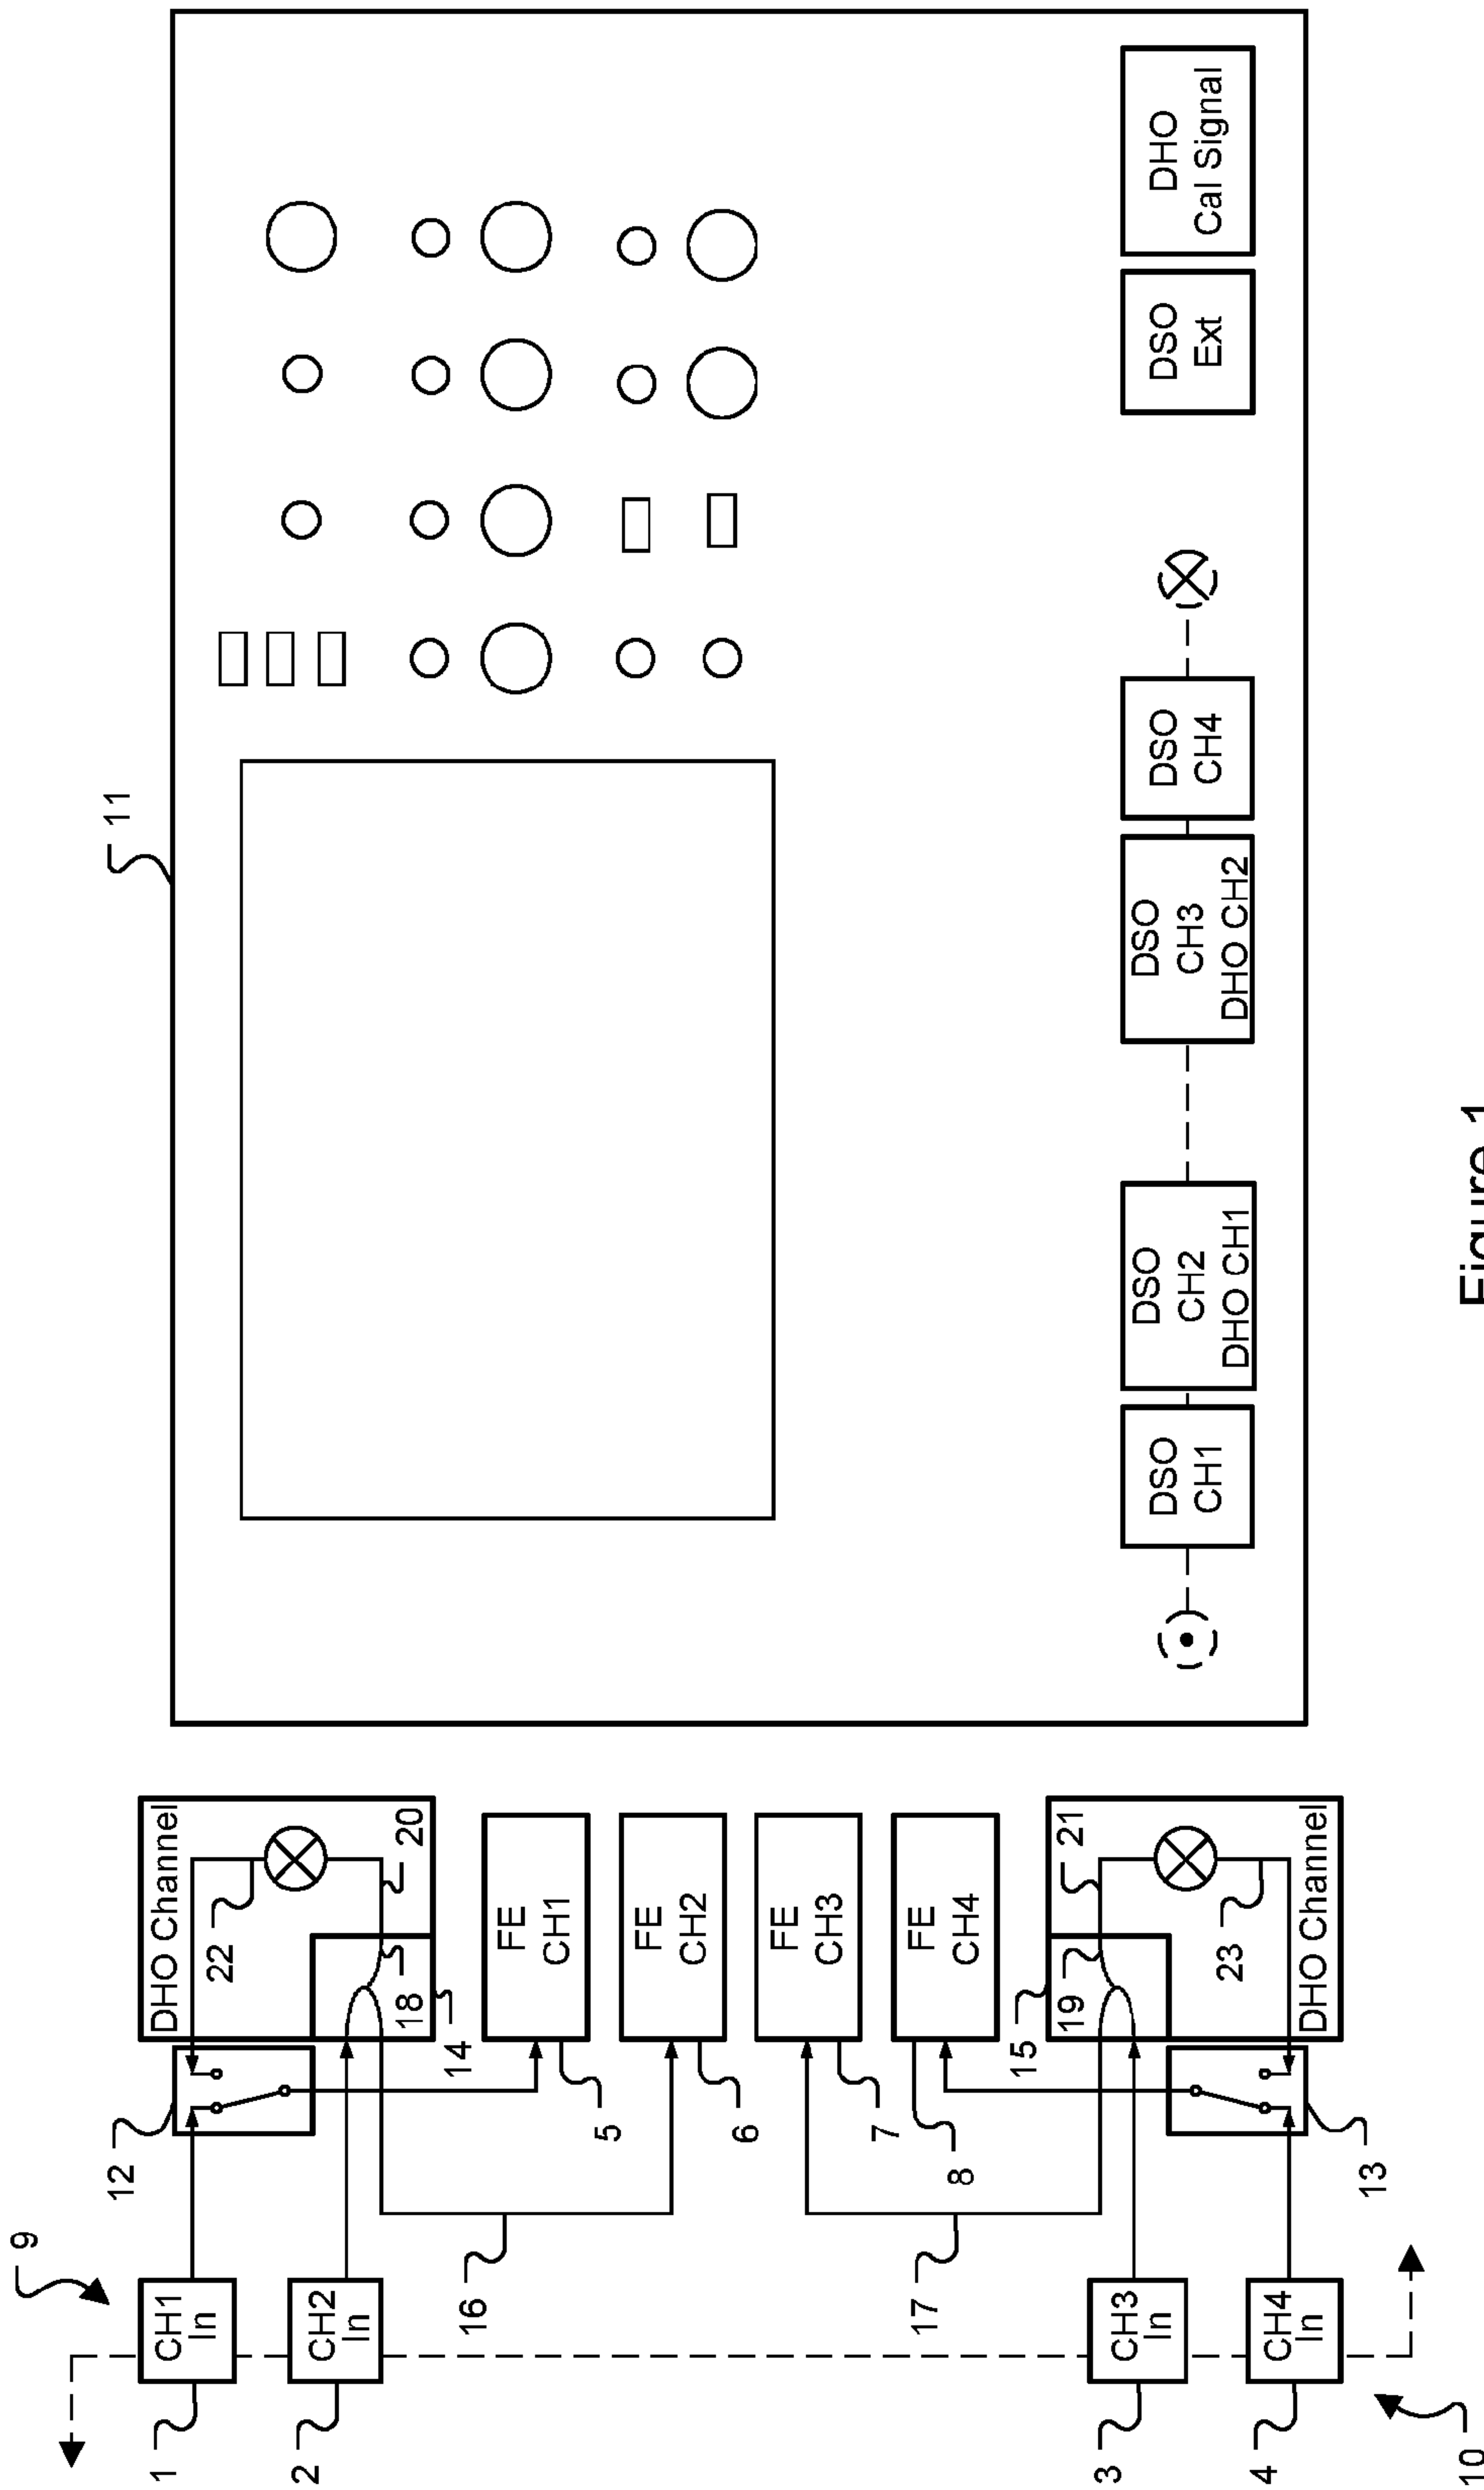 9
11
1
CH1
In
12
DHO Channel
22
2
CH2
In
20
18
14
16
5
FE
CH1
6
FE
CH2
7
FE
CH3
8
FE
CH4
17
15
19
21
3
CH3
In
23
4
CH4
In
13
DHO Channel
10
DSO
CH1
DSO
CH2
DHO CH1
DSO
CH3
DHO CH2
DSO
CH4
DSO
Ext
DHO
Cal Signal
Figure 1